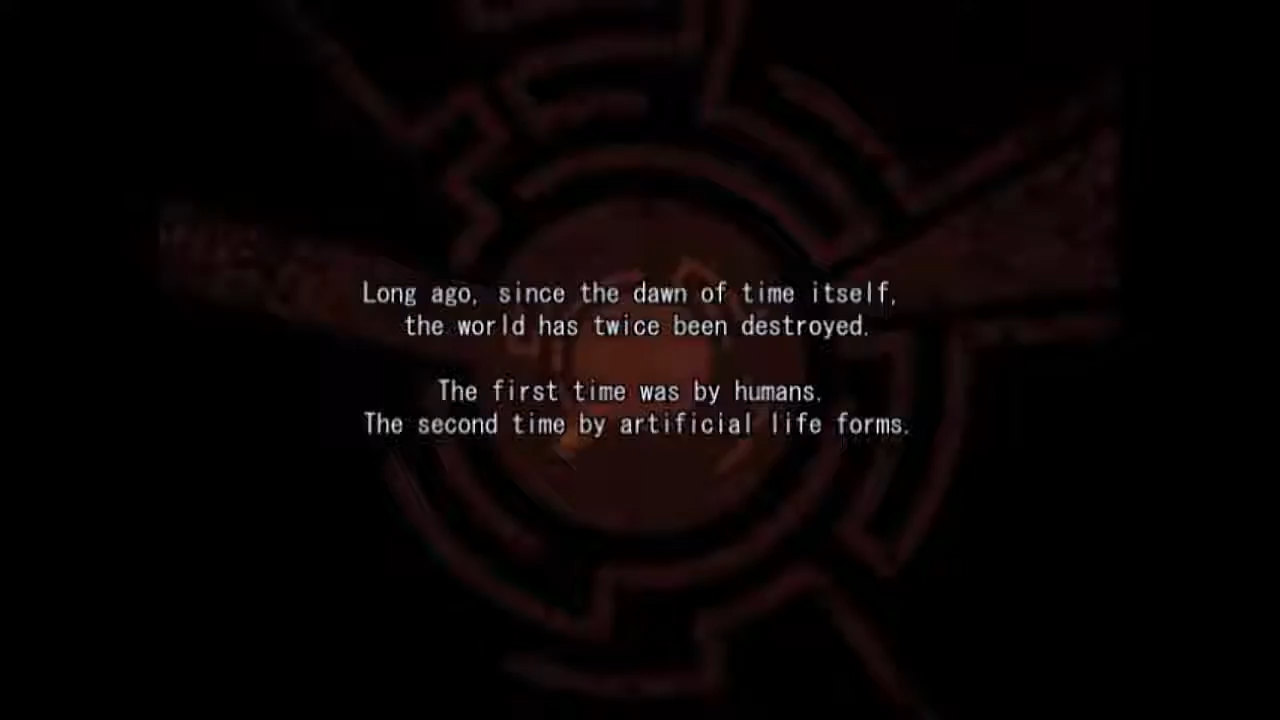 Long ago, since the dawn of time itself,
the world has twice been destroyed.
The first time was by humans.
The second time by artificial life forms.